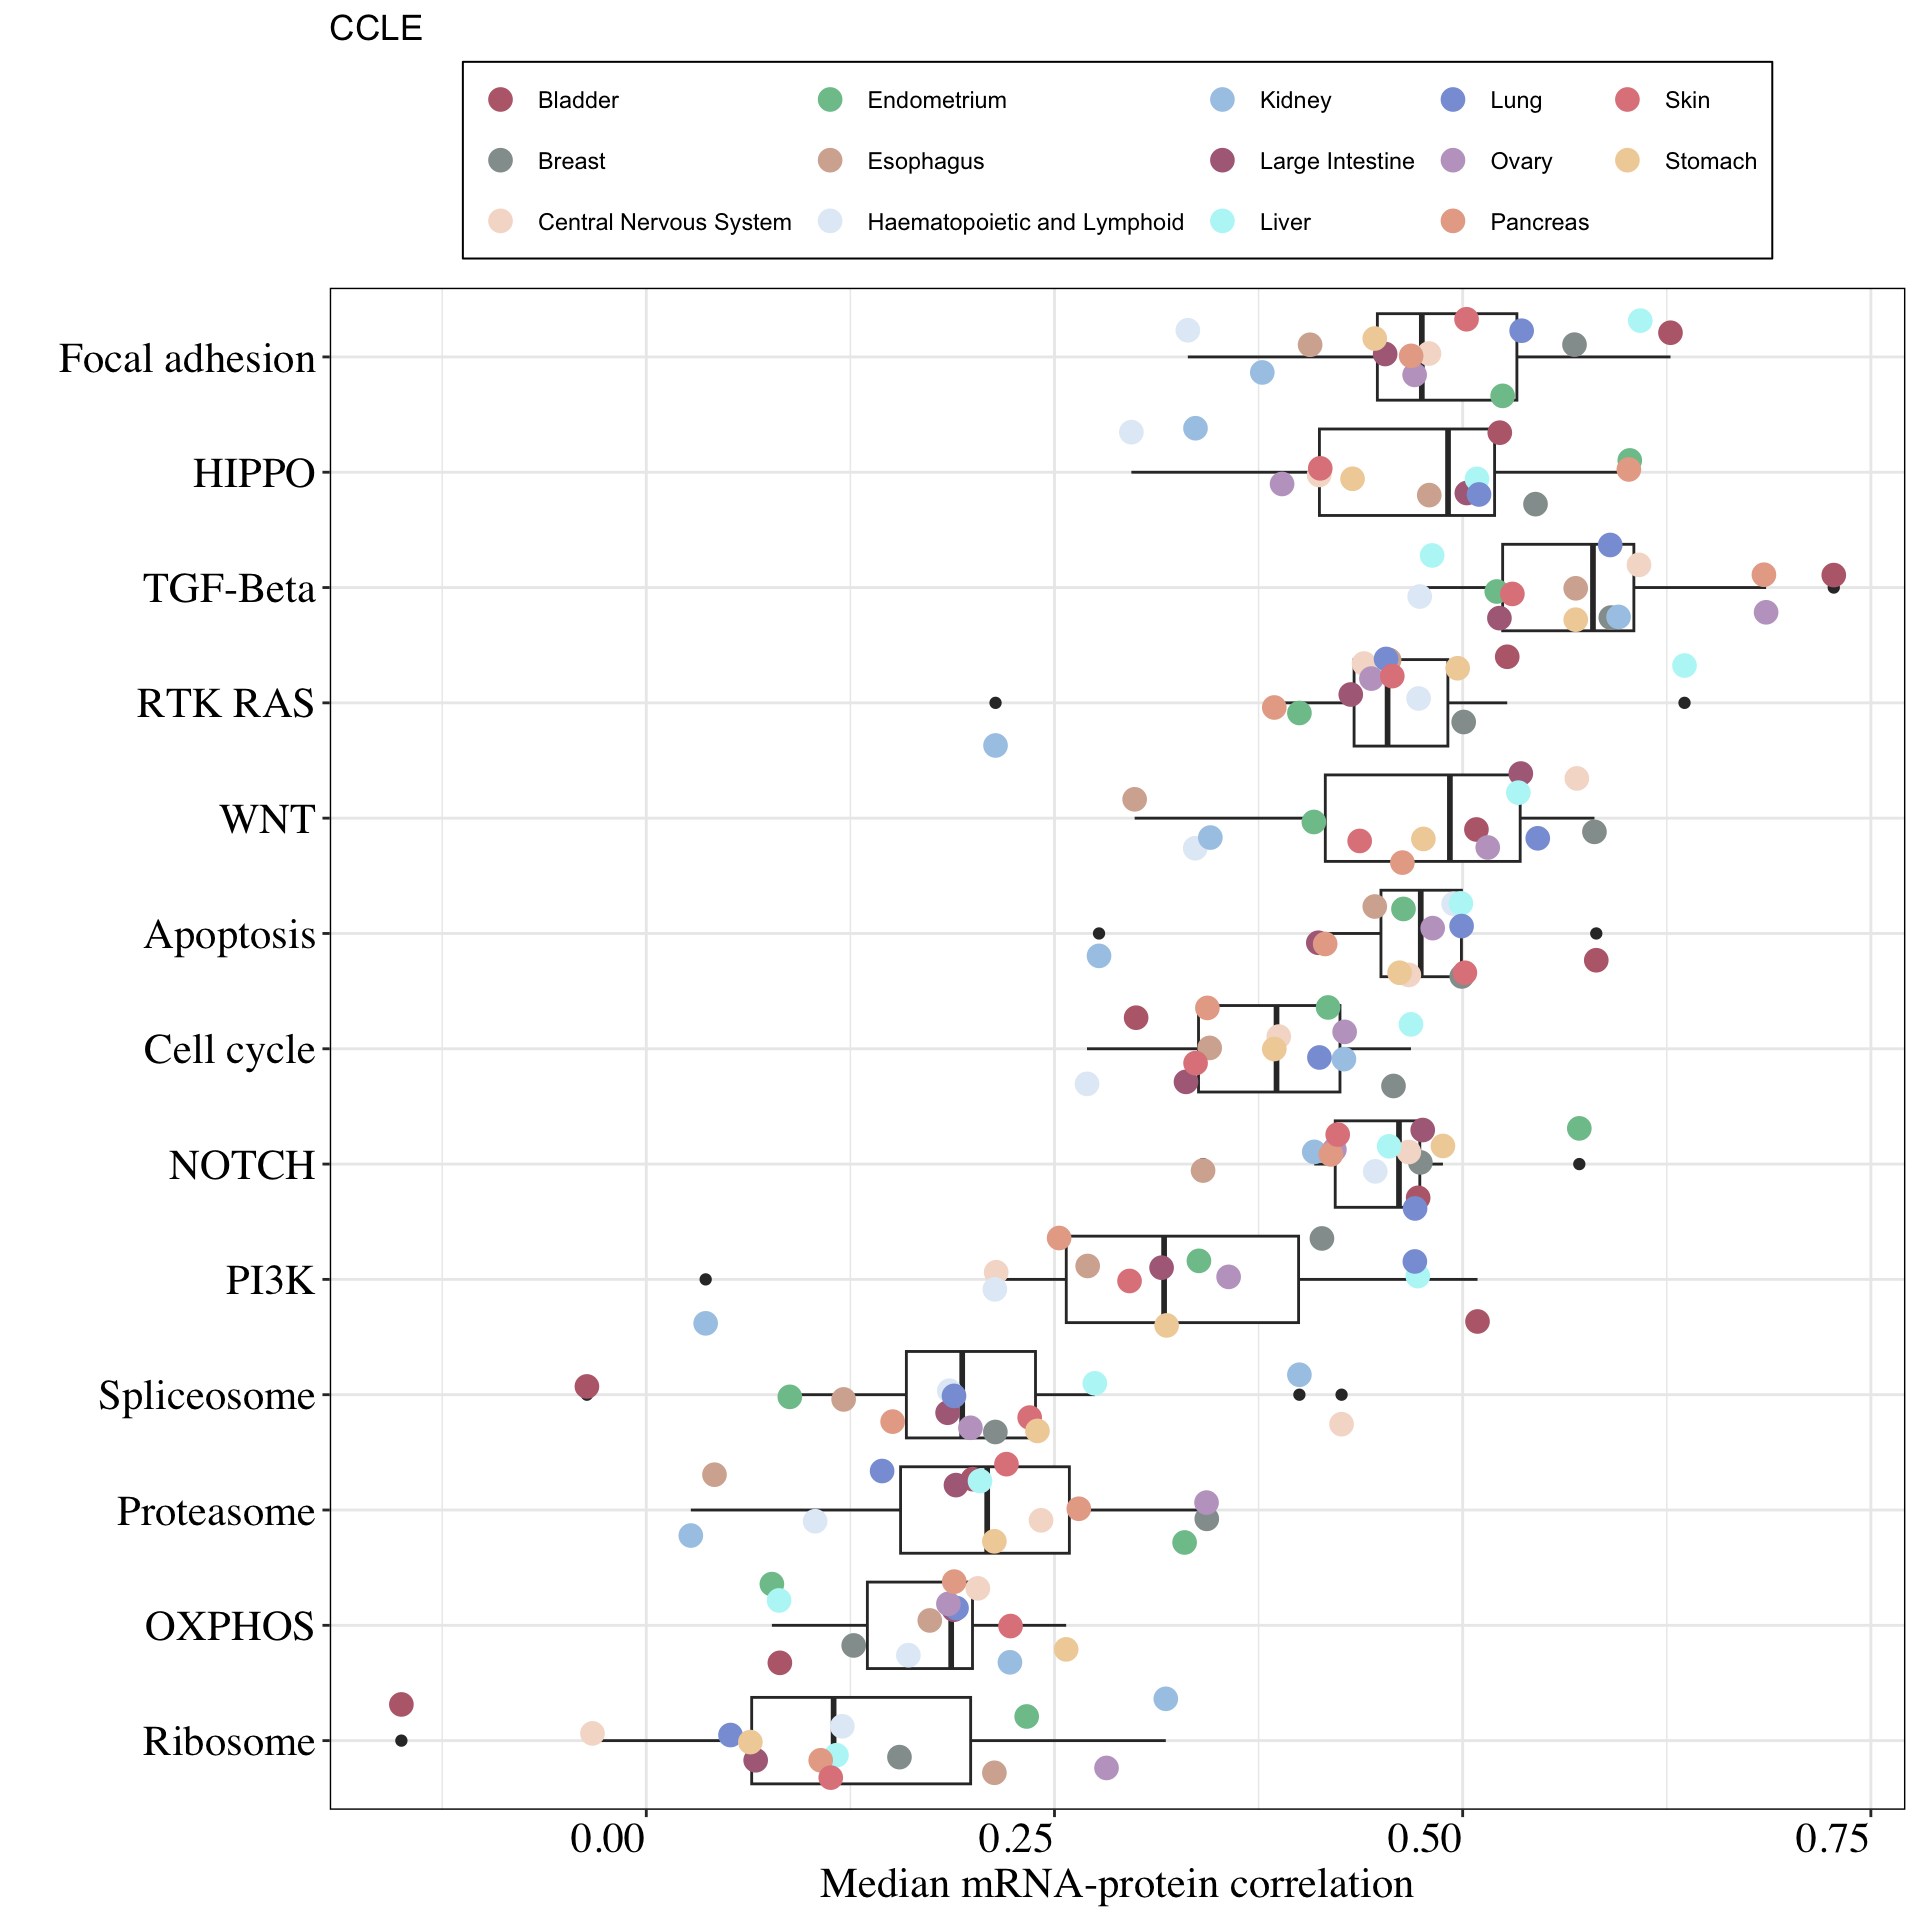 CCLE
Bladder Endometrium Kidney Lung Skin
Breast Esophagus Large Intestine Ovary Stomach
Central Nervous System Haematopoietic and Lymphoid Liver Pancreas
Focal adhesion
HIPPO
TGF-Beta
RTK RAS
WNT
Apoptosis
Cell cycle
NOTCH
PI3K
Spliceosome
Proteasome
OXPHOS
Ribosome
0.00 0.25 0.50 0.75
Median mRNA-protein correlation